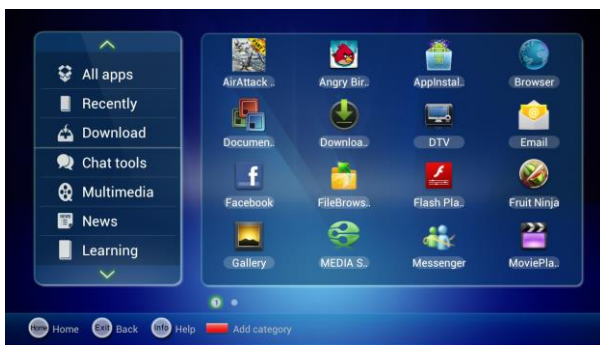 All apps
Recently
Download
Chat tools
Multimedia
News
Learning
AirAttack ..
Angry Bir..
AppInstal..
Browser
Documen..
Downloa..
DTV
Email
Facebook
FileBrows..
Flash Pla..
Fruit Ninja
Gallery
MEDIA S..
Messenger
MoviePla..
1
Home Home Exit Back Info Help Add category